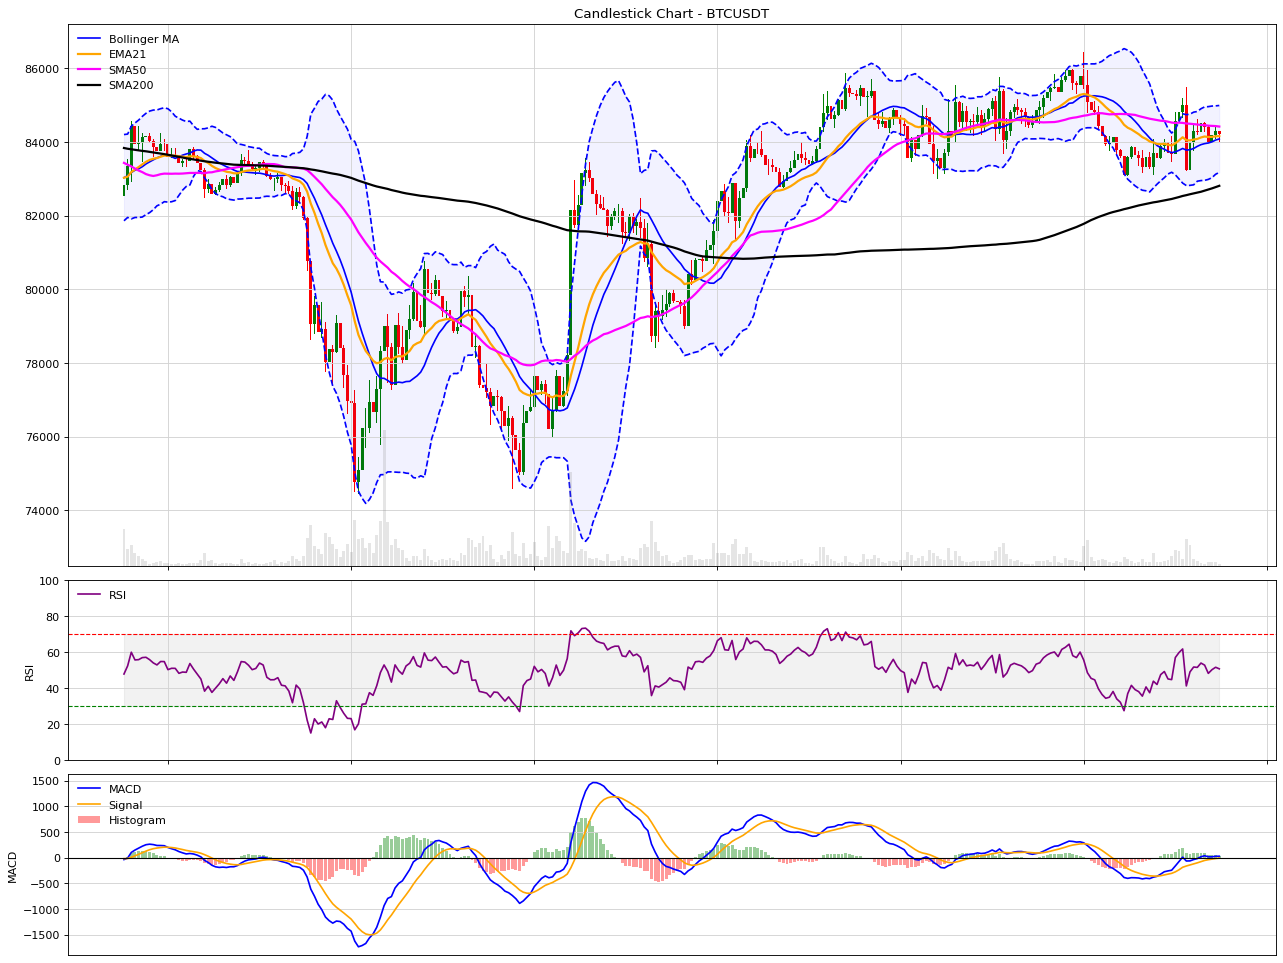 Candlestick Chart - BTCUSDT
Bollinger MA
EMA21
SMA50
SMA200
86000
84000
82000
80000
78000
76000
74000
RSI
100
80
60
40
20
0
RSI
MACD
Signal
Histogram
1500
1000
500
0
−500
−1000
−1500
MACD